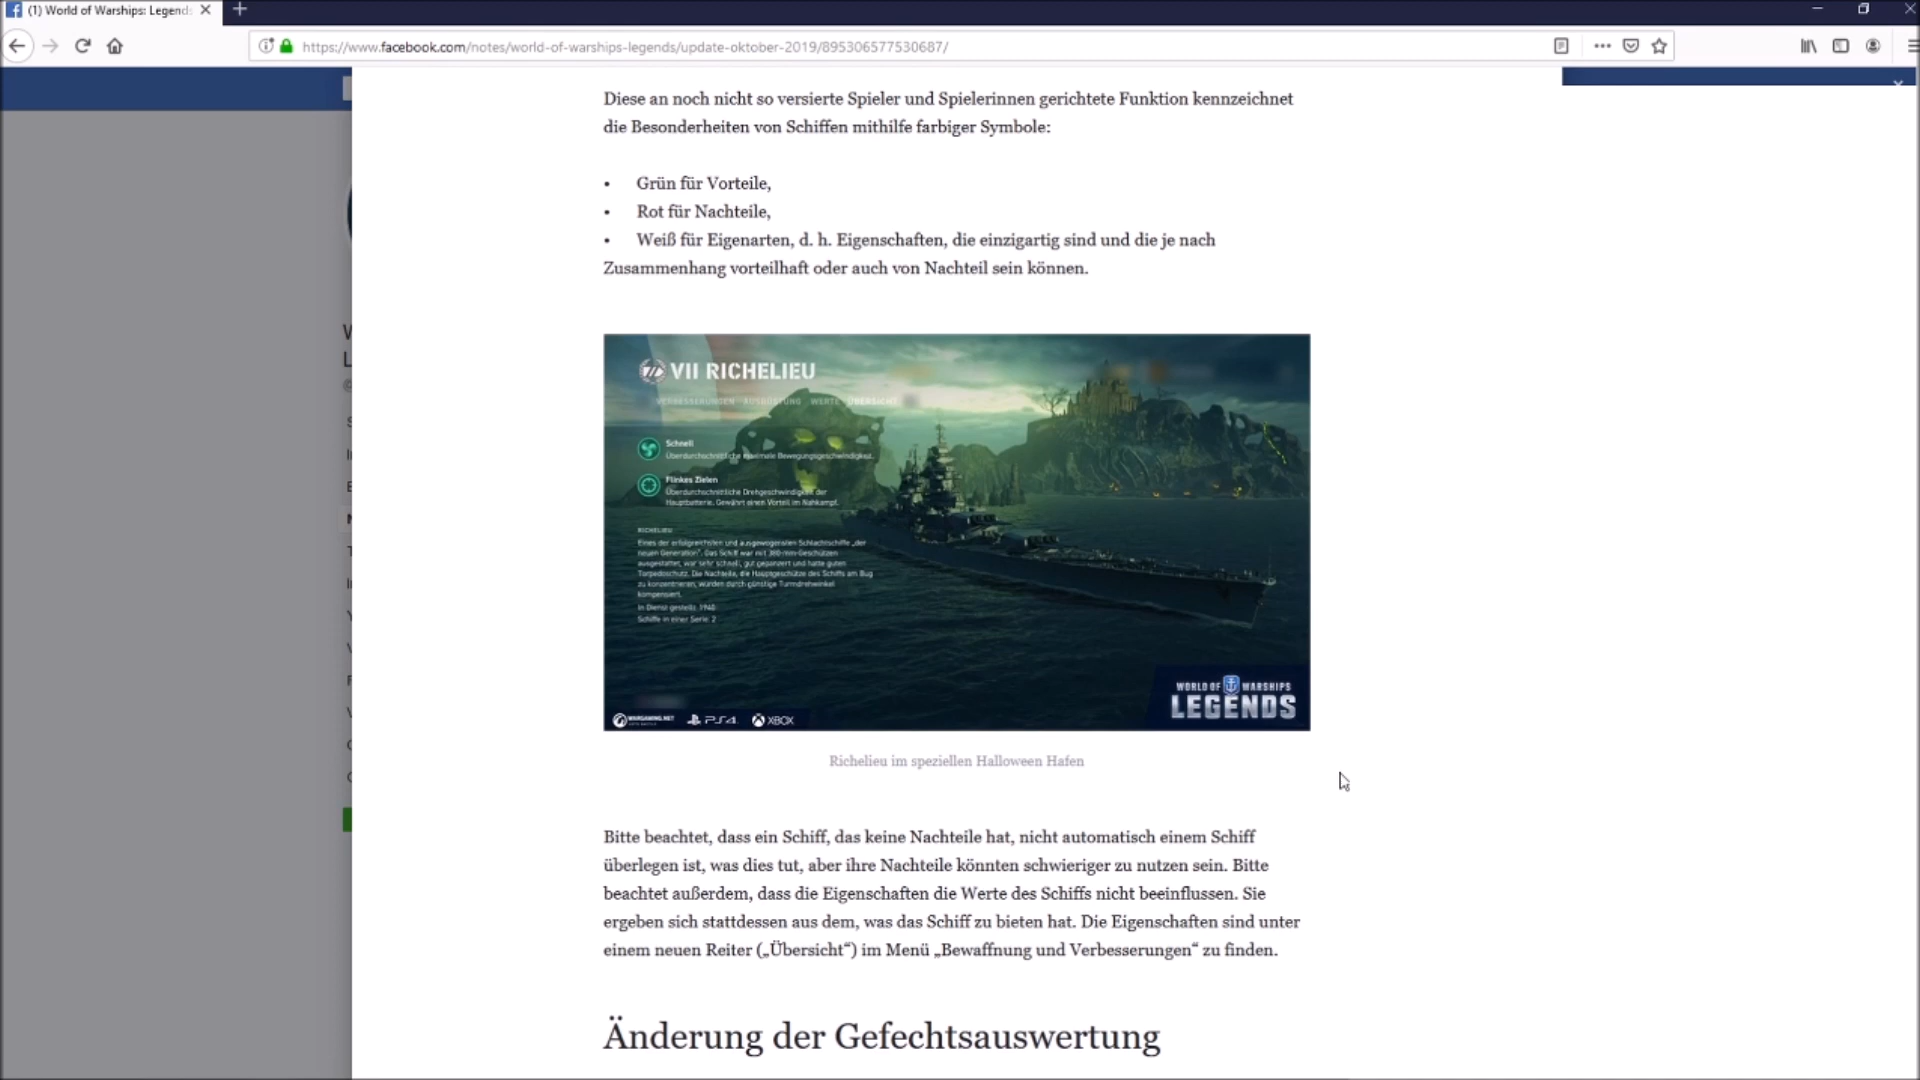 (1) World of Warships: Legends
https://www.facebook.com/notes/world-of-warships-legends/update-oktober-2019/895306577530687/
Diese an noch nicht so versierte Spieler und Spielerinnen gerichtete Funktion kennzeichnet
die Besonderheiten von Schiffen mithilfe farbiger Symbole:
• Grün für Vorteile,
• Rot für Nachteile,
• Weiß für Eigenarten, d. h. Eigenschaften, die einzigartig sind und die je nach
Zusammenhang vorteilhaft oder auch von Nachteil sein können.
VII RICHELIEU
VERBESSERUNGEN AUSRÜSTUNG WERTE ÜBERSICHT
Schnell
Überdurchschnittliche maximale Bewegungsgeschwindigkeit.
Flinkes Zielen
Überdurchschnittliche Drehgeschwindigkeit der
Hauptbatterie. Gewährt einen Vorteil im Nahkampf.
RICHELIEU
Eines der erfolgreichsten und ausgewogensten Schlachtschiffe „der
neuen Generation". Das Schiff war mit 380-mm-Geschützen
ausgestattet, war sehr schnell, gut gepanzert und hatte guten
Torpedoschutz. Die Nachteile, die Hauptgeschütze des Schiffs am Bug
zu konzentrieren, wurden durch günstige Turmdrehwinkel
kompensiert.
In Dienst gestellt: 1940
Schiffe in einer Serie: 2
WORLD OF WARSHIPS
LEGENDS
WARGAMING.NET PS4 XBOX
Richelieu im speziellen Halloween Hafen
Bitte beachtet, dass ein Schiff, das keine Nachteile hat, nicht automatisch einem Schiff
überlegen ist, was dies tut, aber ihre Nachteile könnten schwieriger zu nutzen sein. Bitte
beachtet außerdem, dass die Eigenschaften die Werte des Schiffs nicht beeinflussen. Sie
ergeben sich stattdessen aus dem, was das Schiff zu bieten hat. Die Eigenschaften sind unter
einem neuen Reiter („Übersicht“) im Menü „Bewaffnung und Verbesserungen“ zu finden.
Änderung der Gefechtsauswertung